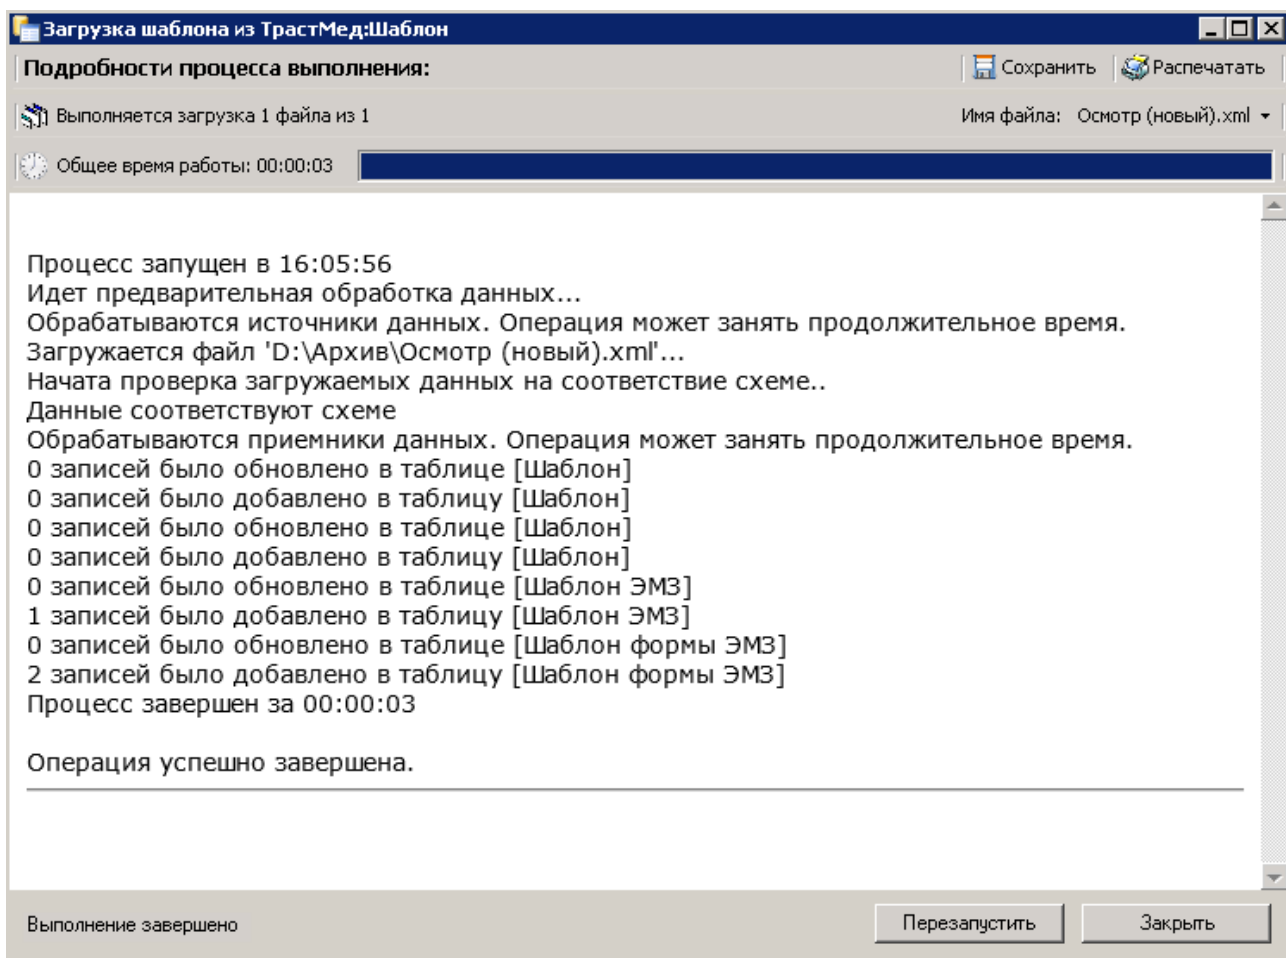 Загрузка шаблона из ТрастМед:Шаблон
Подробности процесса выполнения: Сохранить Распечатать
Выполняется загрузка 1 файла из 1 Имя файла: Осмотр (новый).xml
Общее время работы: 00:00:03
Процесс запущен в 16:05:56
Идет предварительная обработка данных...
Обрабатываются источники данных. Операция может занять продолжительное время.
Загружается файл 'D:\Архив\Осмотр (новый).xml'...
Начата проверка загружаемых данных на соответствие схеме..
Данные соответствуют схеме
Обрабатываются приемники данных. Операция может занять продолжительное время.
0 записей было обновлено в таблице [Шаблон]
0 записей было добавлено в таблицу [Шаблон]
0 записей было обновлено в таблице [Шаблон]
0 записей было добавлено в таблицу [Шаблон]
0 записей было обновлено в таблице [Шаблон ЭМЗ]
1 записей было добавлено в таблицу [Шаблон ЭМЗ]
0 записей было обновлено в таблице [Шаблон формы ЭМЗ]
2 записей было добавлено в таблицу [Шаблон формы ЭМЗ]
Процесс завершен за 00:00:03
Операция успешно завершена.
Выполнение завершено Перезапустить Закрыть